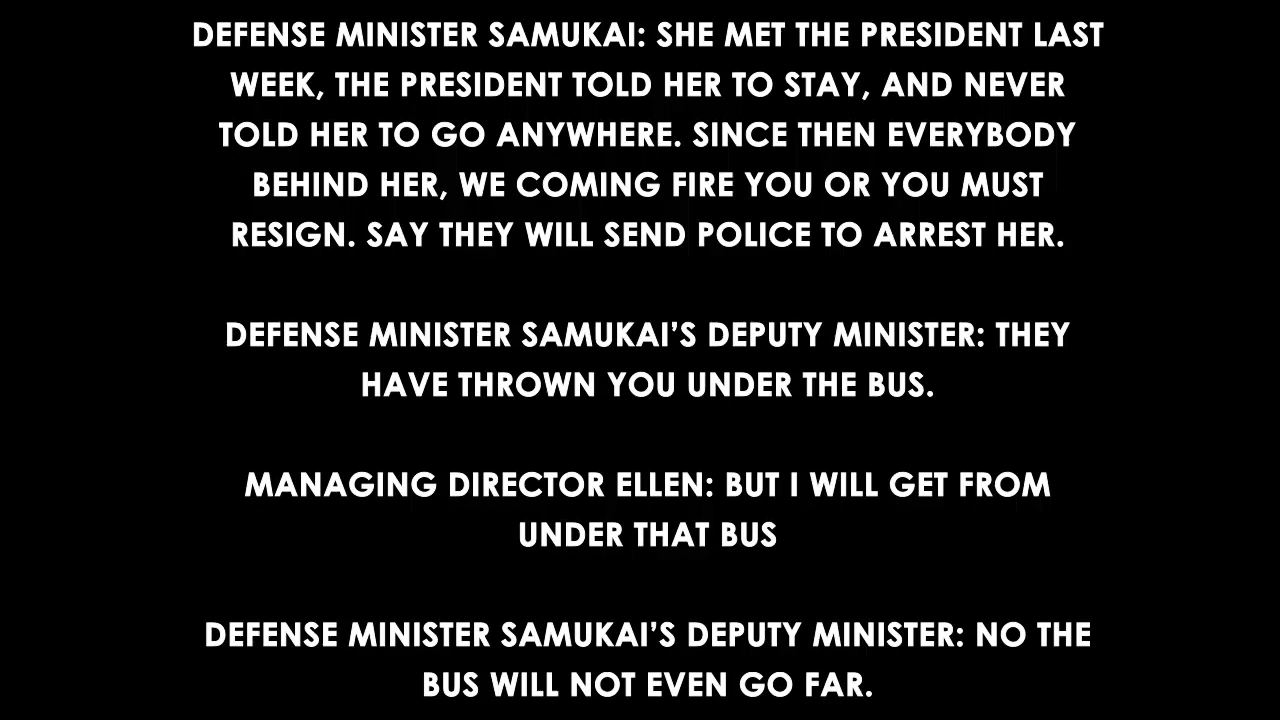 DEFENSE MINISTER SAMUKAI: SHE MET THE PRESIDENT LAST
WEEK, THE PRESIDENT TOLD HER TO STAY, AND NEVER
TOLD HER TO GO ANYWHERE. SINCE THEN EVERYBODY
BEHIND HER, WE COMING FIRE YOU OR YOU MUST
RESIGN. SAY THEY WILL SEND POLICE TO ARREST HER.
DEFENSE MINISTER SAMUKAI’S DEPUTY MINISTER: THEY
HAVE THROWN YOU UNDER THE BUS.
MANAGING DIRECTOR ELLEN: BUT I WILL GET FROM
UNDER THAT BUS
DEFENSE MINISTER SAMUKAI’S DEPUTY MINISTER: NO THE
BUS WILL NOT EVEN GO FAR.